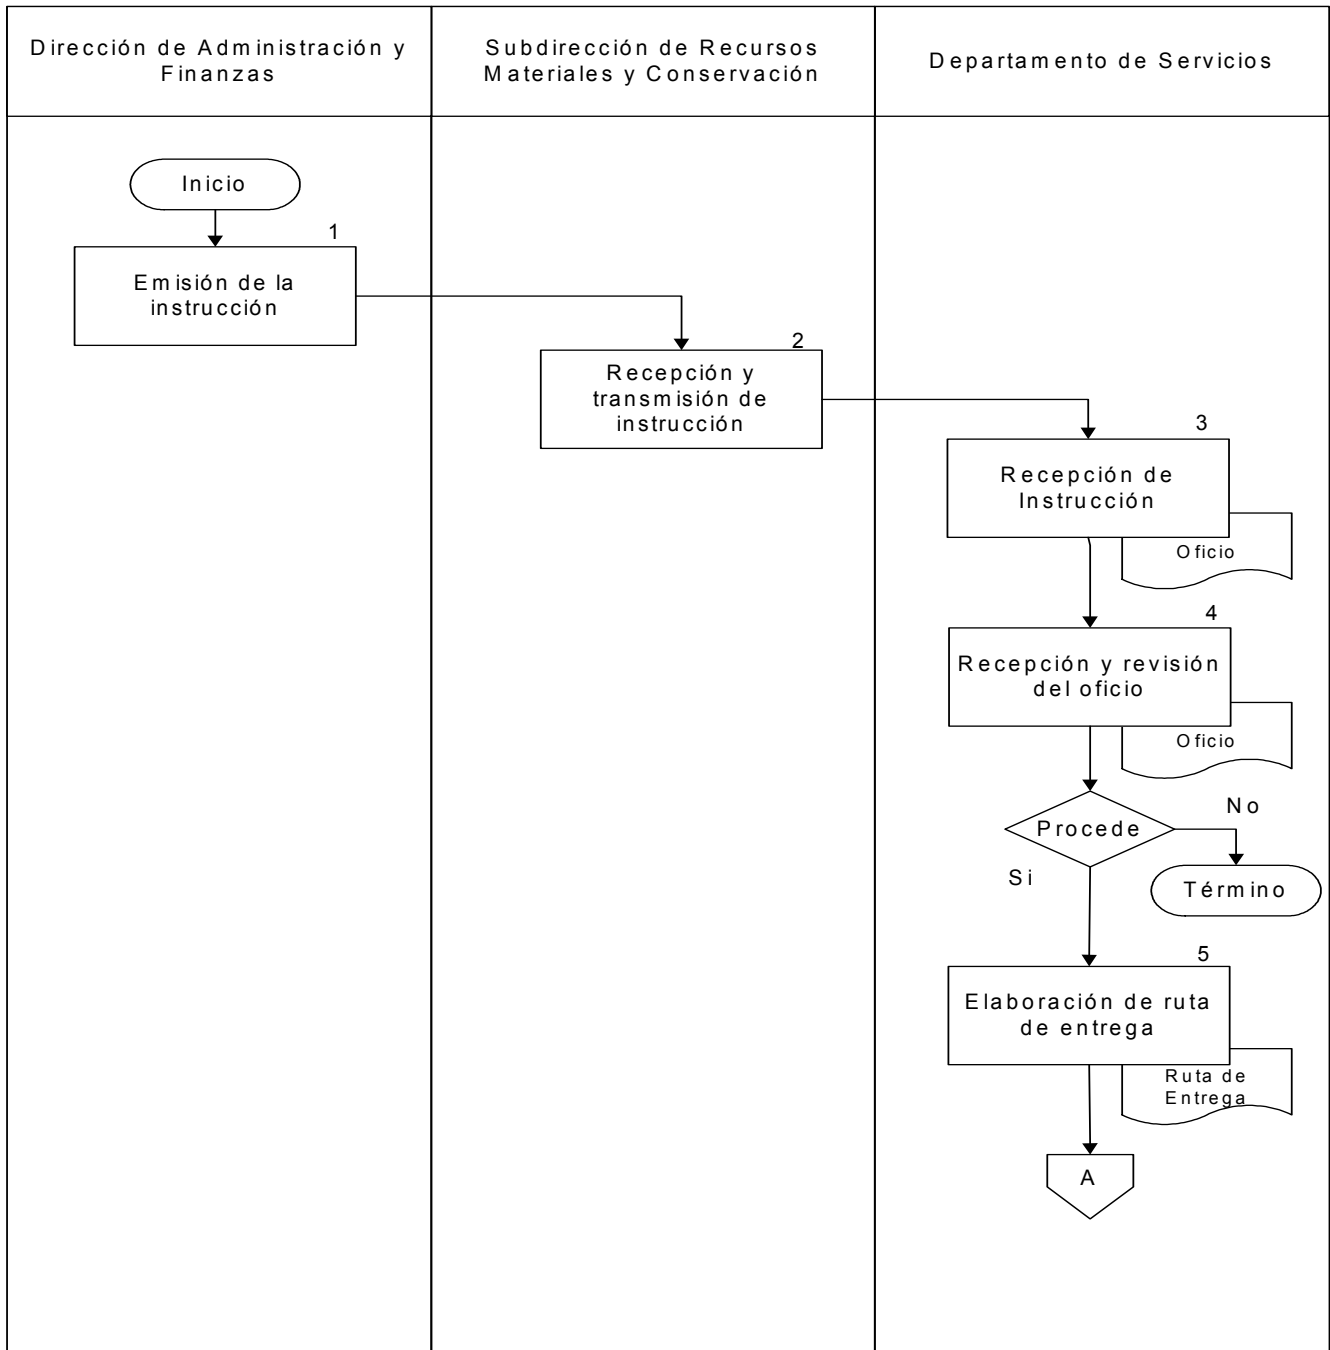 Dirección de Administración y
Finanzas
Subdirección de Recursos
Materiales y Conservación
Departamento de Servicios
Inicio
1
Emisión de la
instrucción
2
Recepción y
transmisión de
instrucción
3
Recepción de
Instrucción
Oficio
4
Recepción y revisión
del oficio
Oficio
Procede
No
Si
Término
5
Elaboración de ruta
de entrega
Ruta de
Entrega
A